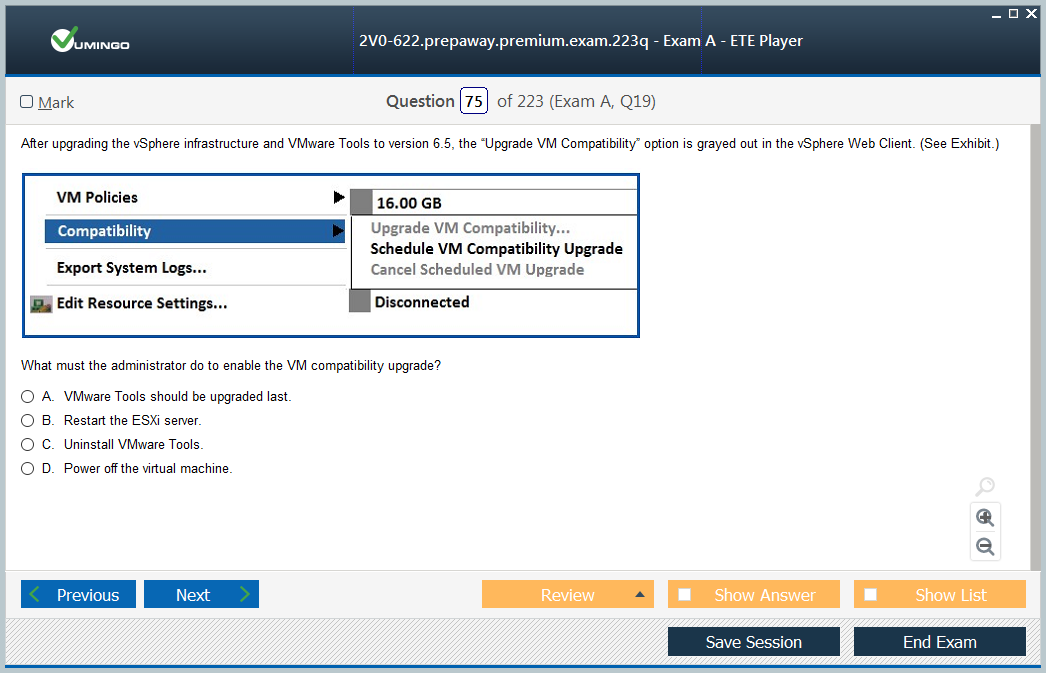 VUMINGO
2V0-622.prepaway.premium.exam.223q - Exam A - ETE Player
Mark
Question 75 of 223 (Exam A, Q19)
After upgrading the vSphere infrastructure and VMware Tools to version 6.5, the “Upgrade VM Compatibility” option is grayed out in the vSphere Web Client. (See Exhibit.)
VM Policies
16.00 GB
Compatibility
Upgrade VM Compatibility...
Schedule VM Compatibility Upgrade
Cancel Scheduled VM Upgrade
Export System Logs...
Edit Resource Settings...
Disconnected
What must the administrator do to enable the VM compatibility upgrade?
A. VMware Tools should be upgraded last.
B. Restart the ESXi server.
C. Uninstall VMware Tools.
D. Power off the virtual machine.
Previous Next Review Show Answer Show List
Save Session End Exam